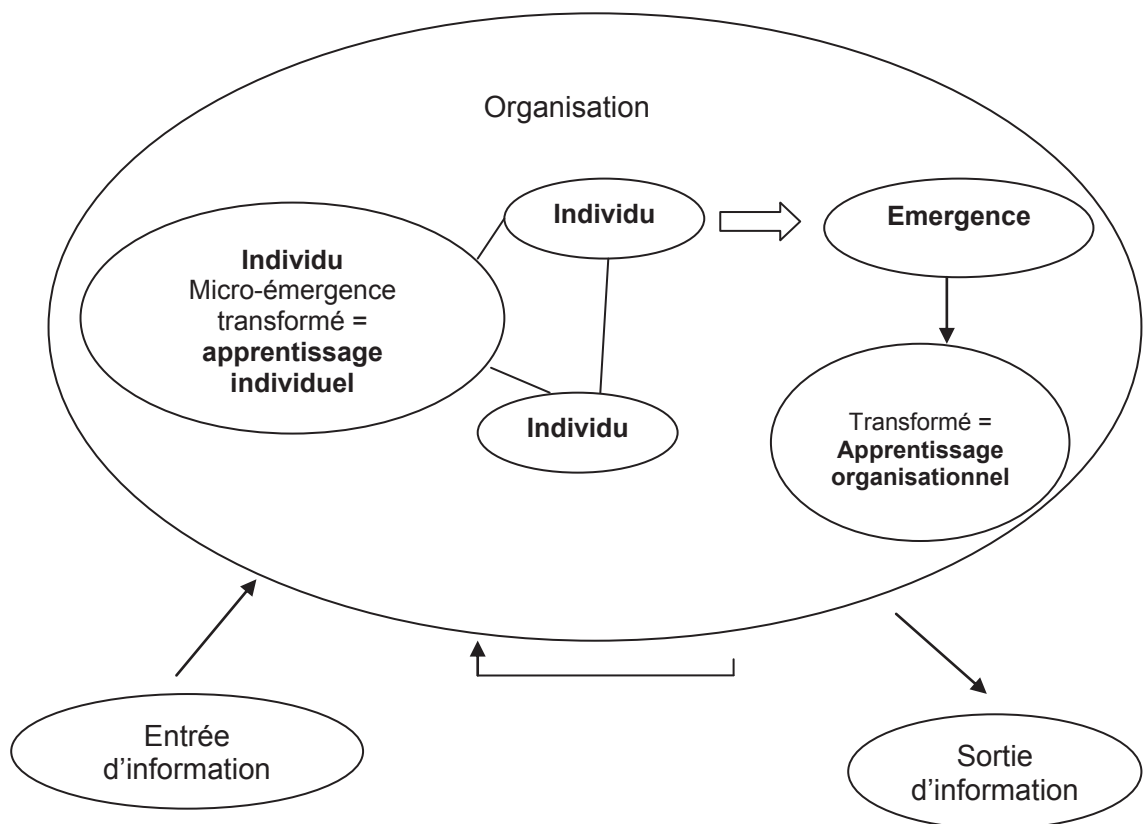 Organisation
Individu
Micro-émergence
transformé =
apprentissage
individuel
Individu
Individu
Emergence
Transformé =
Apprentissage
organisationnel
Entrée
d’information
Sortie
d’information